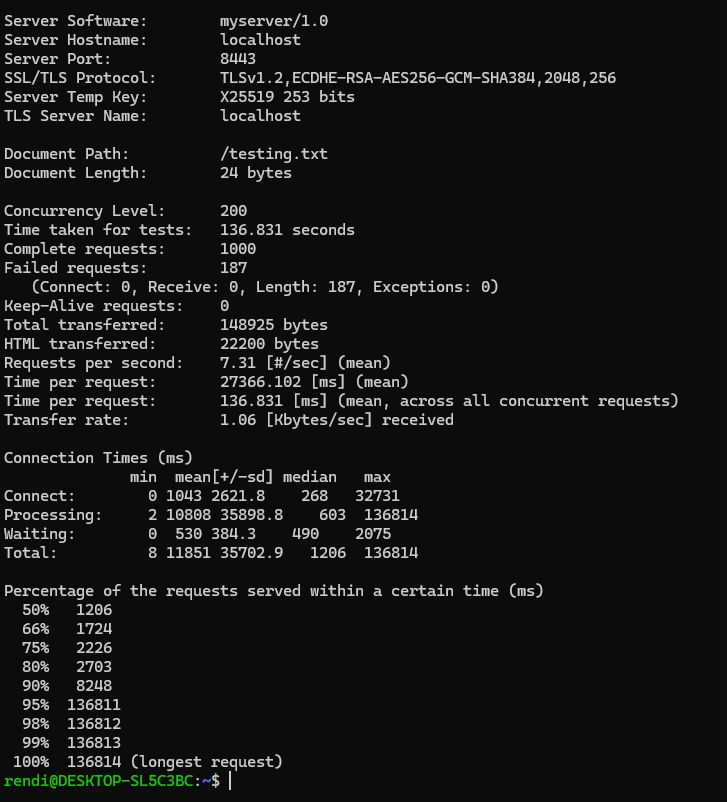 Server Software:        myserver/1.0
Server Hostname:        localhost
Server Port:            8443
SSL/TLS Protocol:       TLSv1.2,ECDHE-RSA-AES256-GCM-SHA384,2048,256
Server Temp Key:        X25519 253 bits
TLS Server Name:        localhost

Document Path:          /testing.txt
Document Length:        24 bytes

Concurrency Level:      200
Time taken for tests:   136.831 seconds
Complete requests:      1000
Failed requests:        187
   (Connect: 0, Receive: 0, Length: 187, Exceptions: 0)
Keep-Alive requests:    0
Total transferred:      148925 bytes
HTML transferred:       22200 bytes
Requests per second:    7.31 [#/sec] (mean)
Time per request:       27366.102 [ms] (mean)
Time per request:       136.831 [ms] (mean, across all concurrent requests)
Transfer rate:          1.06 [Kbytes/sec] received

Connection Times (ms)
              min  mean[+/-sd] median   max
Connect:        0 1043 2621.8    268   32731
Processing:     2 10808 35898.8    603  136814
Waiting:        0  530 384.3    490    2075
Total:          8 11851 35702.9   1206  136814

Percentage of the requests served within a certain time (ms)
  50%   1206
  66%   1724
  75%   2226
  80%   2703
  90%   8248
  95%  136811
  98%  136812
  99%  136813
 100%  136814 (longest request)
rendi@DESKTOP-SL5C3BC:~$